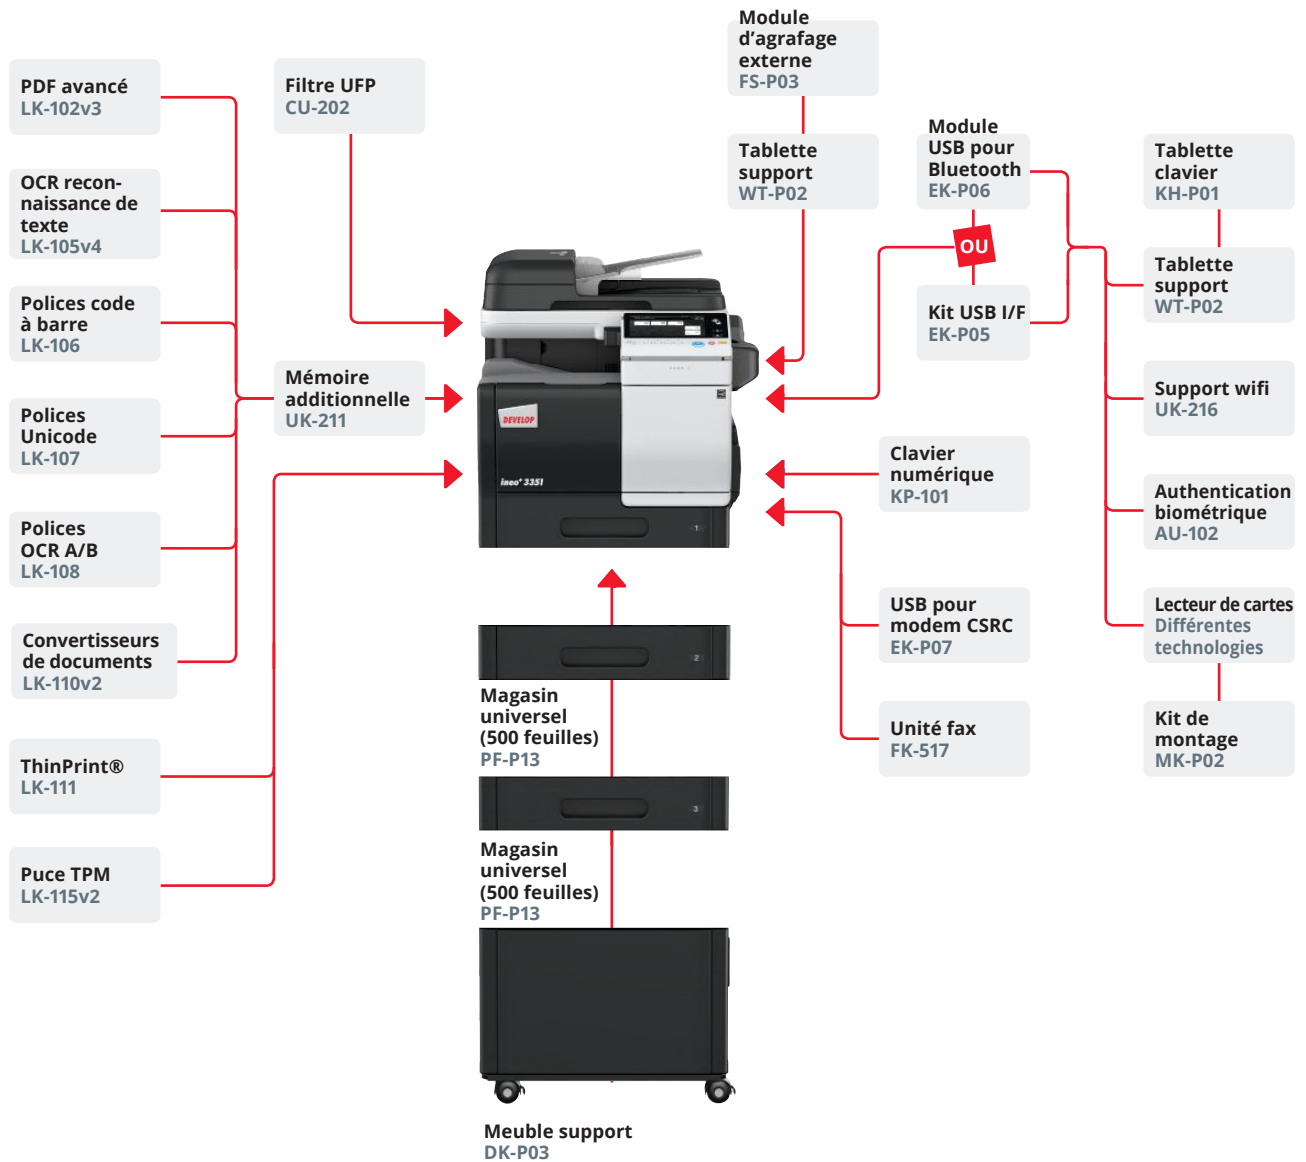 PDF avancé
LK-102v3
OCR recon-
naissance de
texte
LK-105v4
Polices code
à barre
LK-106
Polices
Unicode
LK-107
Polices
OCR A/B
LK-108
Convertisseurs
de documents
LK-110v2
ThinPrint®
LK-111
Puce TPM
LK-115v2
Filtre UFP
CU-202
Mémoire
additionnelle
UK-211
DEVELOP
ineo+ 3351
1
2
Magasin
universel
(500 feuilles)
PF-P13
3
Magasin
universel
(500 feuilles)
PF-P13
Meuble support
DK-P03
Module
d’agrafage
externe
FS-P03
Tablette
support
WT-P02
Module
USB pour
Bluetooth
EK-P06
OU
Kit USB I/F
EK-P05
Clavier
numérique
KP-101
USB pour
modem CSRC
EK-P07
Unité fax
FK-517
Tablette
clavier
KH-P01
Tablette
support
WT-P02
Support wifi
UK-216
Authentication
biométrique
AU-102
Lecteur de cartes
Différentes
technologies
Kit de
montage
MK-P02